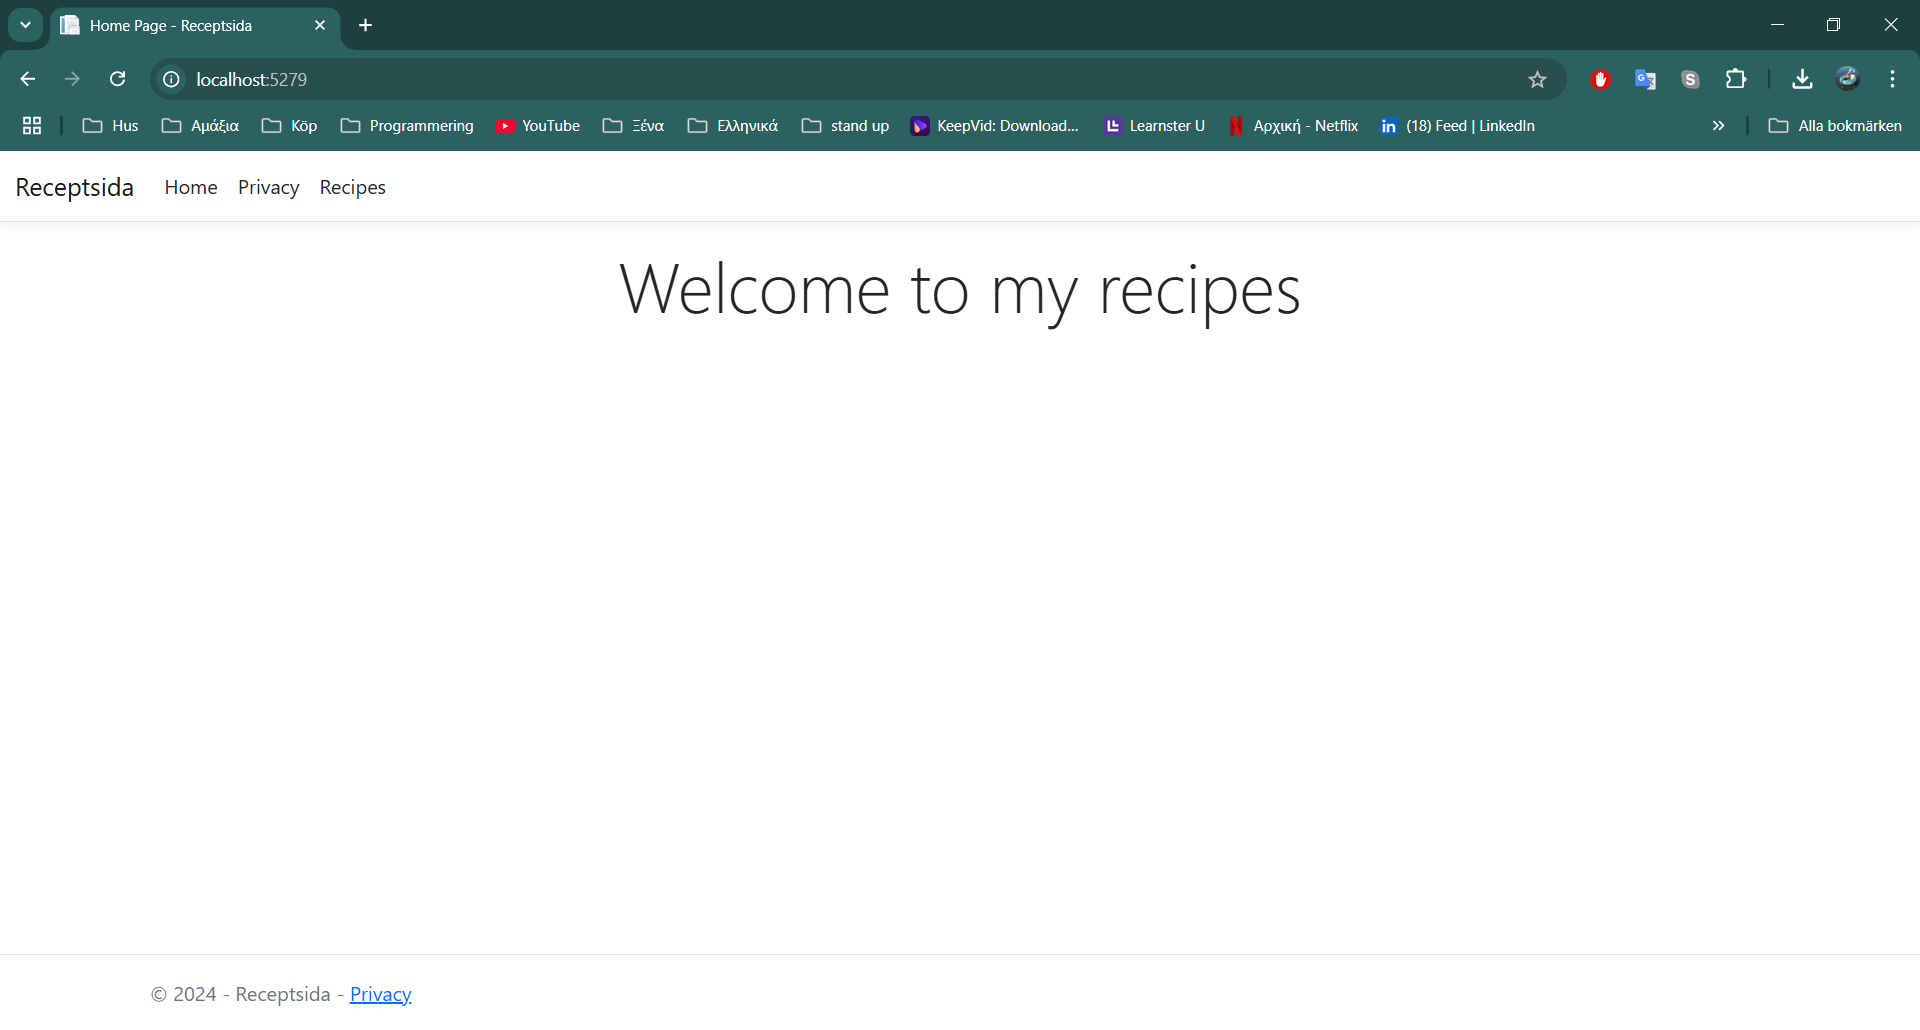 Home Page - Receptsida
localhost:5279
Hus Αμάξια Köp Programmering YouTube Ξένα Ελληνικά stand up KeepVid: Download... Learnster U Αρχική - Netflix (18) Feed | LinkedIn Alla bokmärken
Receptsida Home Privacy Recipes
Welcome to my recipes
© 2024 - Receptsida - Privacy